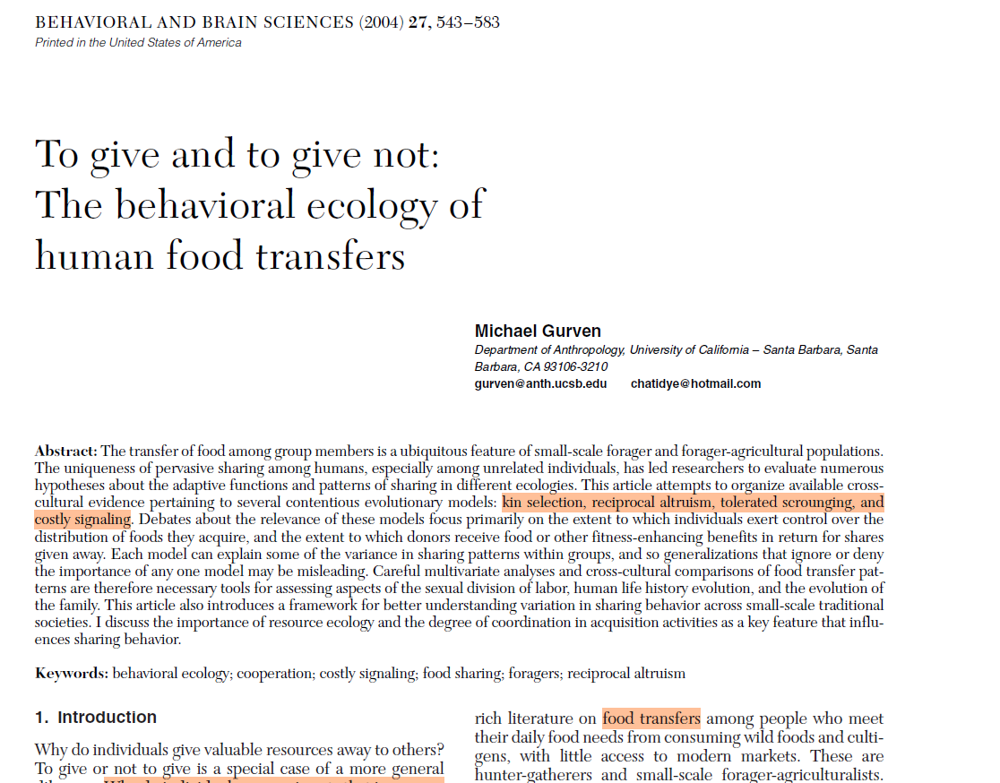 BEHAVIORAL AND BRAIN SCIENCES (2004) 27, 543–583
Printed in the United States of America
To give and to give not:
The behavioral ecology of
human food transfers
Michael Gurven
Department of Anthropology, University of California – Santa Barbara, Santa
Barbara, CA 93106-3210
gurven@anth.ucsb.edu chatidye@hotmail.com
Abstract: The transfer of food among group members is a ubiquitous feature of small-scale forager and forager-agricultural populations.
The uniqueness of pervasive sharing among humans, especially among unrelated individuals, has led researchers to evaluate numerous
hypotheses about the adaptive functions and patterns of sharing in different ecologies. This article attempts to organize available cross-
cultural evidence pertaining to several contentious evolutionary models: kin selection, reciprocal altruism, tolerated scrounging, and
costly signaling. Debates about the relevance of these models focus primarily on the extent to which individuals exert control over the
distribution of foods they acquire, and the extent to which donors receive food or other fitness-enhancing benefits in return for shares
given away. Each model can explain some of the variance in sharing patterns within groups, and so generalizations that ignore or deny
the importance of any one model may be misleading. Careful multivariate analyses and cross-cultural comparisons of food transfer pat-
terns are therefore necessary tools for assessing aspects of the sexual division of labor, human life history evolution, and the evolution of
the family. This article also introduces a framework for better understanding variation in sharing behavior across small-scale traditional
societies. I discuss the importance of resource ecology and the degree of coordination in acquisition activities as a key feature that influ-
ences sharing behavior.
Keywords: behavioral ecology; cooperation; costly signaling; food sharing; foragers; reciprocal altruism
1. Introduction
Why do individuals give valuable resources away to others?
To give or not to give is a special case of a more general
rich literature on food transfers among people who meet
their daily food needs from consuming wild foods and culti-
gens, with little access to modern markets. These are
hunter-gatherers and small-scale forager-agriculturalists.